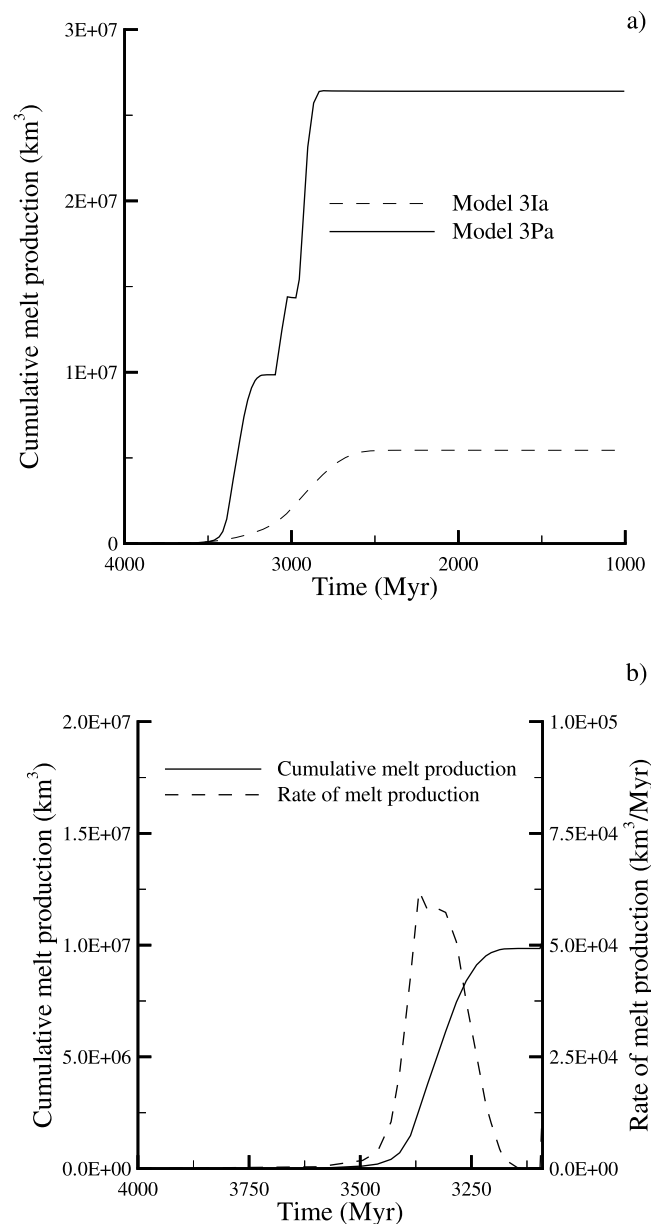 a)
3E+07
2E+07
1E+07
0
Cumulative melt production (km³)
Model 3Ia
Model 3Pa
4000 3000 2000 1000
Time (Myr)
b)
2.0E+07
1.5E+07
1.0E+07
5.0E+06
0.0E+00
Cumulative melt production (km³)
Cumulative melt production
Rate of melt production
1.0E+05
7.5E+04
5.0E+04
2.5E+04
0.0E+00
Rate of melt production (km³/Myr)
4000 3750 3500 3250
Time (Myr)